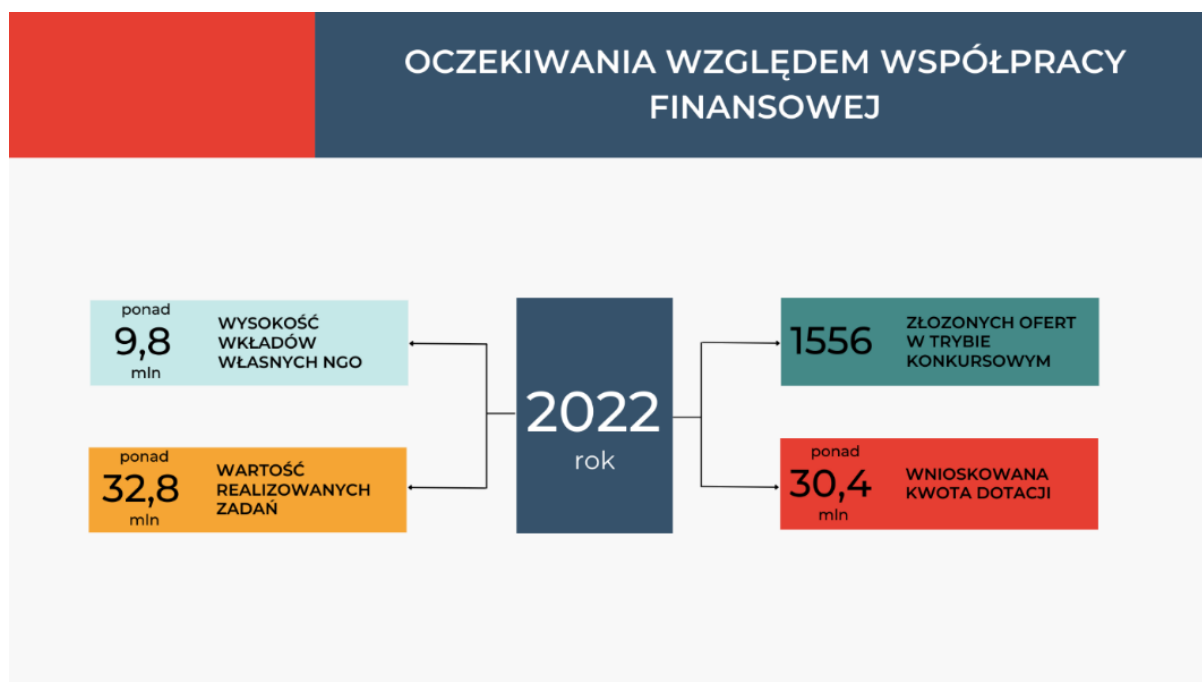 OCZEKIWANIA WZGLĘDEM WSPÓŁPRACY
FINANSOWEJ
ponad
9,8
mln
WYSOKOŚĆ
WKŁADÓW
WŁASNYCH NGO
ponad
32,8
mln
WARTOŚĆ
REALIZOWANYCH
ZADAŃ
2022
rok
1556
ZŁOZONYCH OFERT
W TRYBIE
KONKURSOWYM
ponad
30,4
mln
WNIOSKOWANA
KWOTA DOTACJI